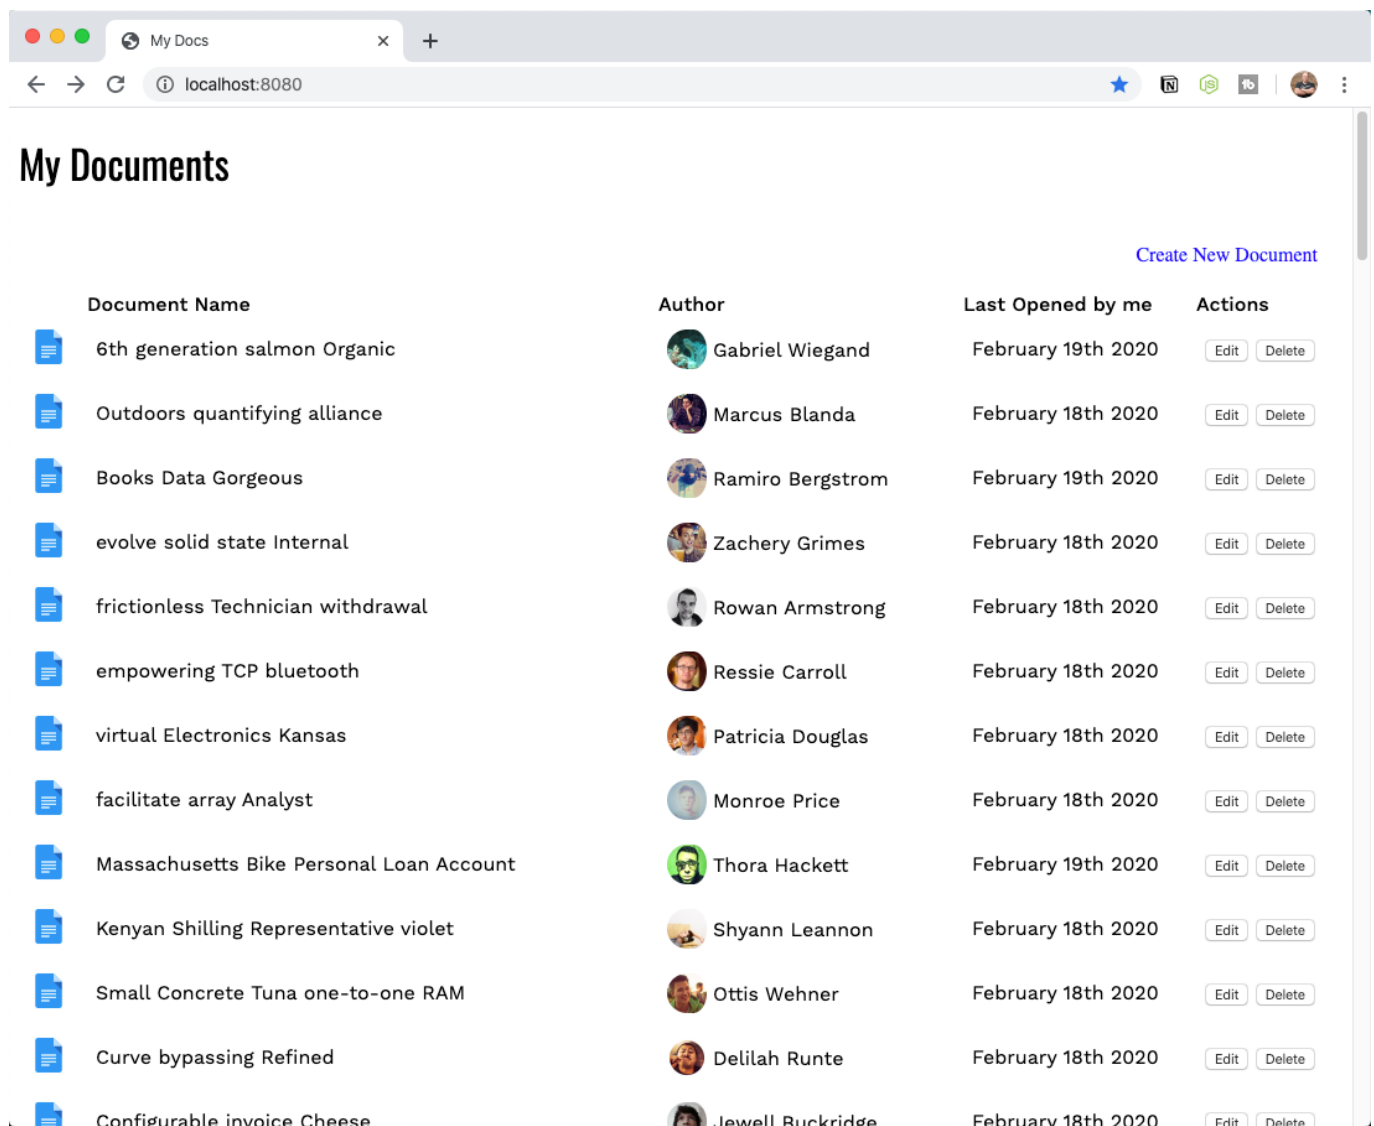 My Docs
localhost:8080
My Documents
Create New Document
Document Name Author Last Opened by me Actions
6th generation salmon Organic Gabriel Wiegand February 19th 2020 Edit Delete
Outdoors quantifying alliance Marcus Blanda February 18th 2020 Edit Delete
Books Data Gorgeous Ramiro Bergstrom February 19th 2020 Edit Delete
evolve solid state Internal Zachery Grimes February 18th 2020 Edit Delete
frictionless Technician withdrawal Rowan Armstrong February 18th 2020 Edit Delete
empowering TCP bluetooth Ressie Carroll February 18th 2020 Edit Delete
virtual Electronics Kansas Patricia Douglas February 18th 2020 Edit Delete
facilitate array Analyst Monroe Price February 18th 2020 Edit Delete
Massachusetts Bike Personal Loan Account Thora Hackett February 19th 2020 Edit Delete
Kenyan Shilling Representative violet Shyann Leannon February 18th 2020 Edit Delete
Small Concrete Tuna one-to-one RAM Ottis Wehner February 18th 2020 Edit Delete
Curve bypassing Refined Delilah Runte February 18th 2020 Edit Delete
Configurable invoice Cheese Jewell Buckridge February 18th 2020 Edit Delete